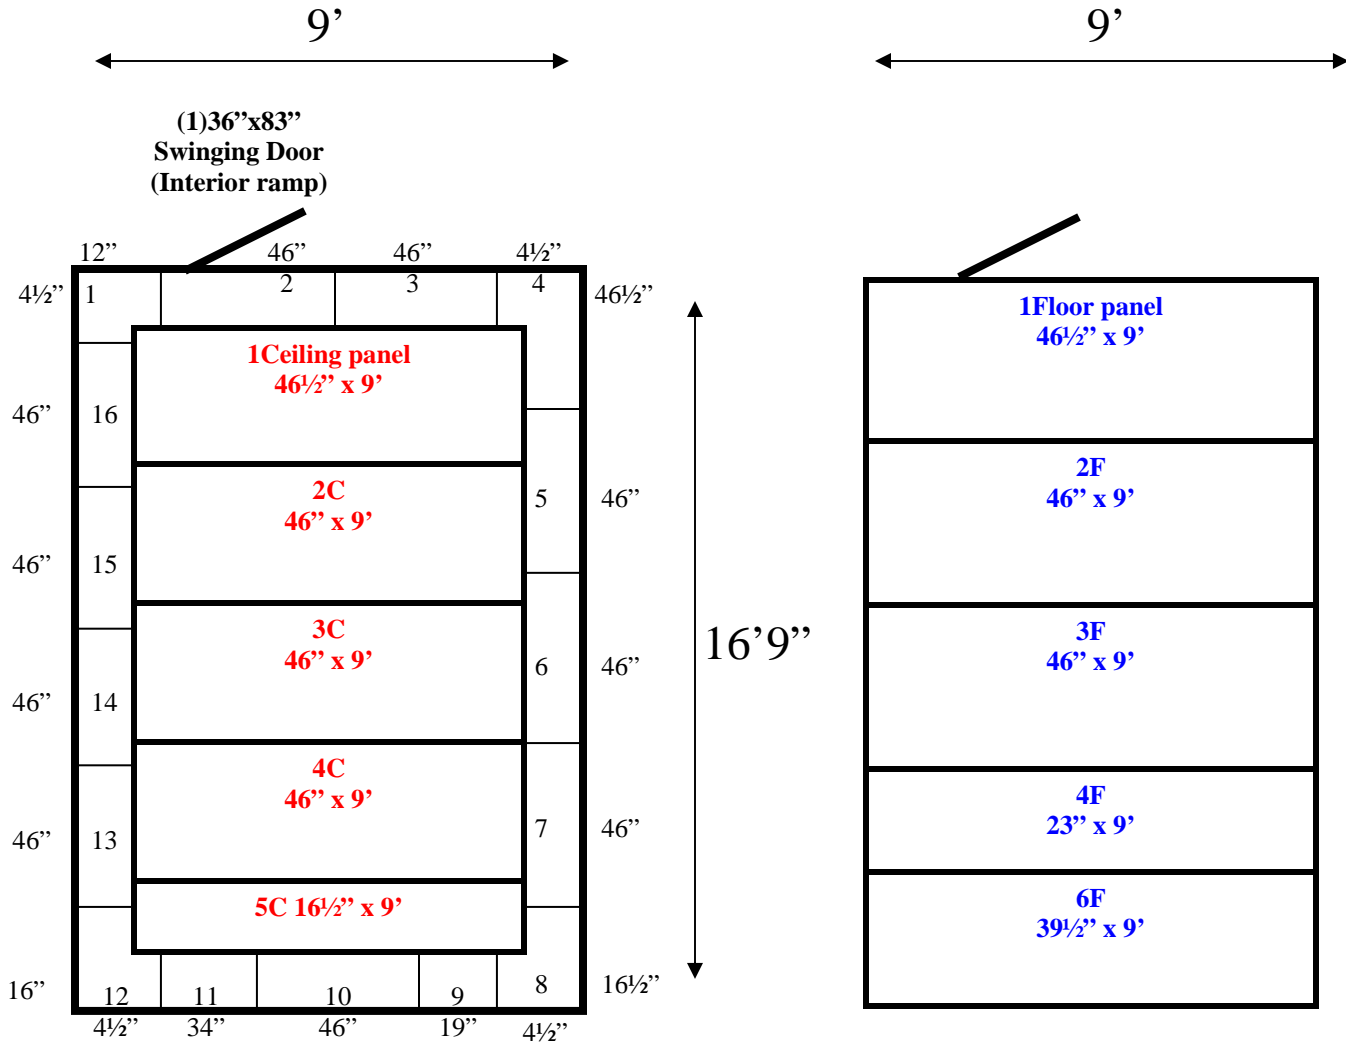 9’
9’
(1)36”x83”
Swinging Door
(Interior ramp)
12”
46”
46”
4½”
4½”
1
2
3
4
46½”
1Ceiling panel
46½” x 9’
1Floor panel
46½” x 9’
46”
16
2C
46” x 9’
5
46”
2F
46” x 9’
46”
15
3C
46” x 9’
16’9”
3F
46” x 9’
6
46”
46”
14
4C
46” x 9’
4F
23” x 9’
46”
13
7
46”
5C 16½” x 9’
6F
39½” x 9’
16”
12
11
10
9
8
16½”
4½”
34”
46”
19”
4½”